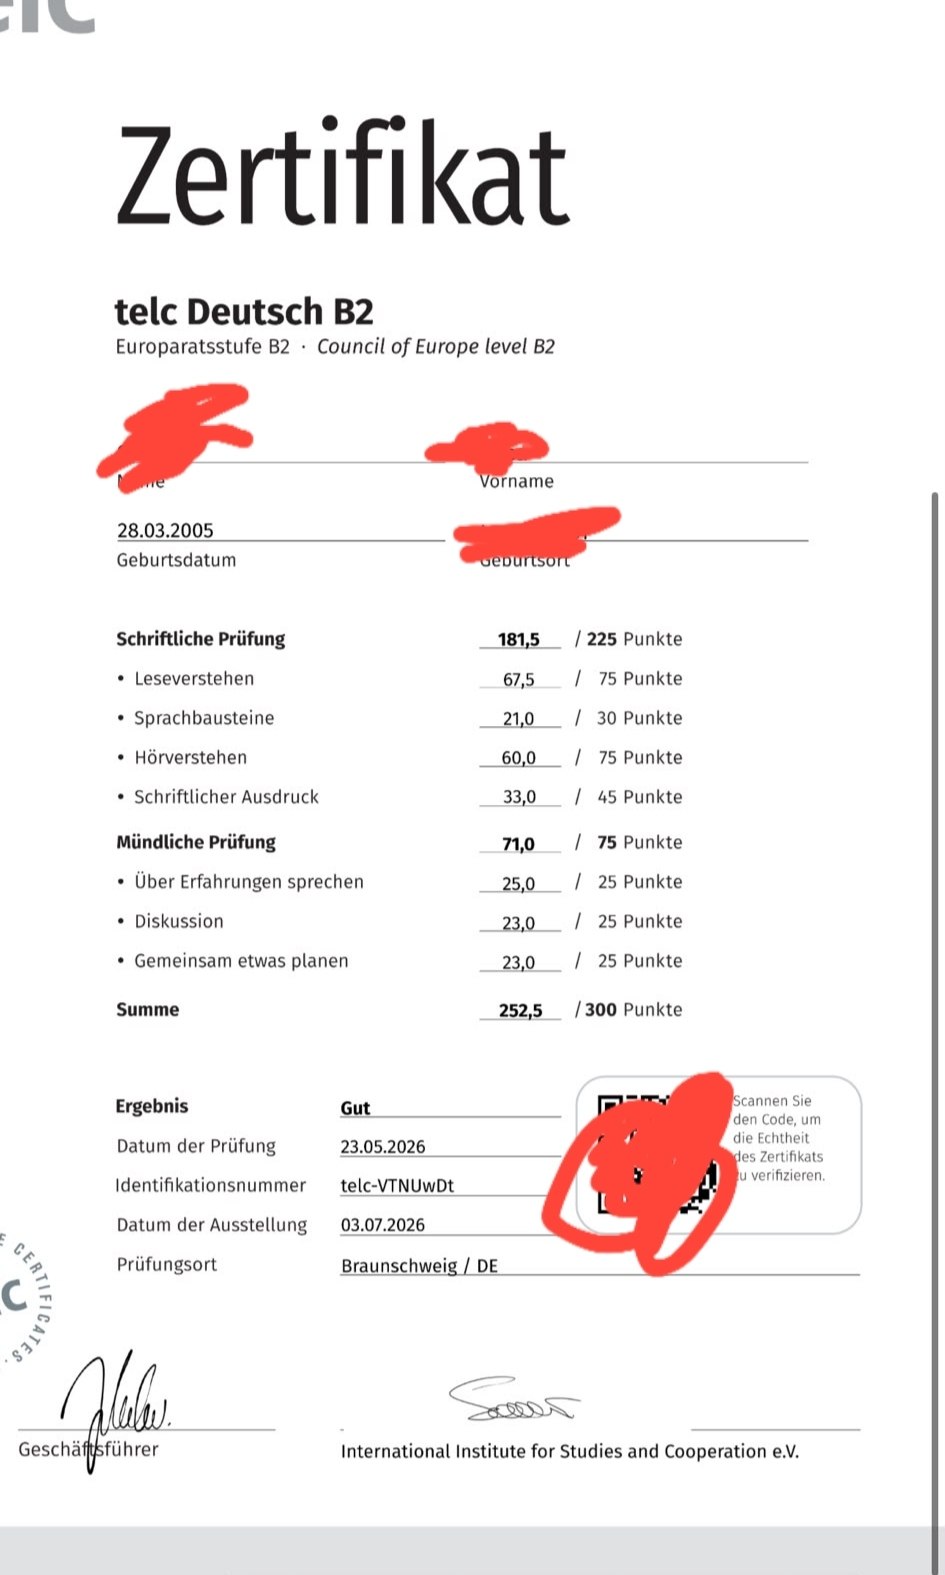 elc
Zertifikat
telc Deutsch B2
Europaratsstufe B2 · Council of Europe level B2
Vorname
28.03.2005
Geburtsdatum
Geburtsort
Schriftliche Prüfung 181,5 / 225 Punkte
• Leseverstehen 67,5 / 75 Punkte
• Sprachbausteine 21,0 / 30 Punkte
• Hörverstehen 60,0 / 75 Punkte
• Schriftlicher Ausdruck 33,0 / 45 Punkte
Mündliche Prüfung 71,0 / 75 Punkte
• Über Erfahrungen sprechen 25,0 / 25 Punkte
• Diskussion 23,0 / 25 Punkte
• Gemeinsam etwas planen 23,0 / 25 Punkte
Summe 252,5 / 300 Punkte
Ergebnis Gut
Datum der Prüfung 23.05.2026
Identifikationsnummer telc-VTNUwDt
Datum der Ausstellung 03.07.2026
Prüfungsort Braunschweig / DE
Scannen Sie
den Code, um
die Echtheit
des Zertifikats
zu verifizieren.
CERTIFICATES.
Geschäftsführer
International Institute for Studies and Cooperation e.V.